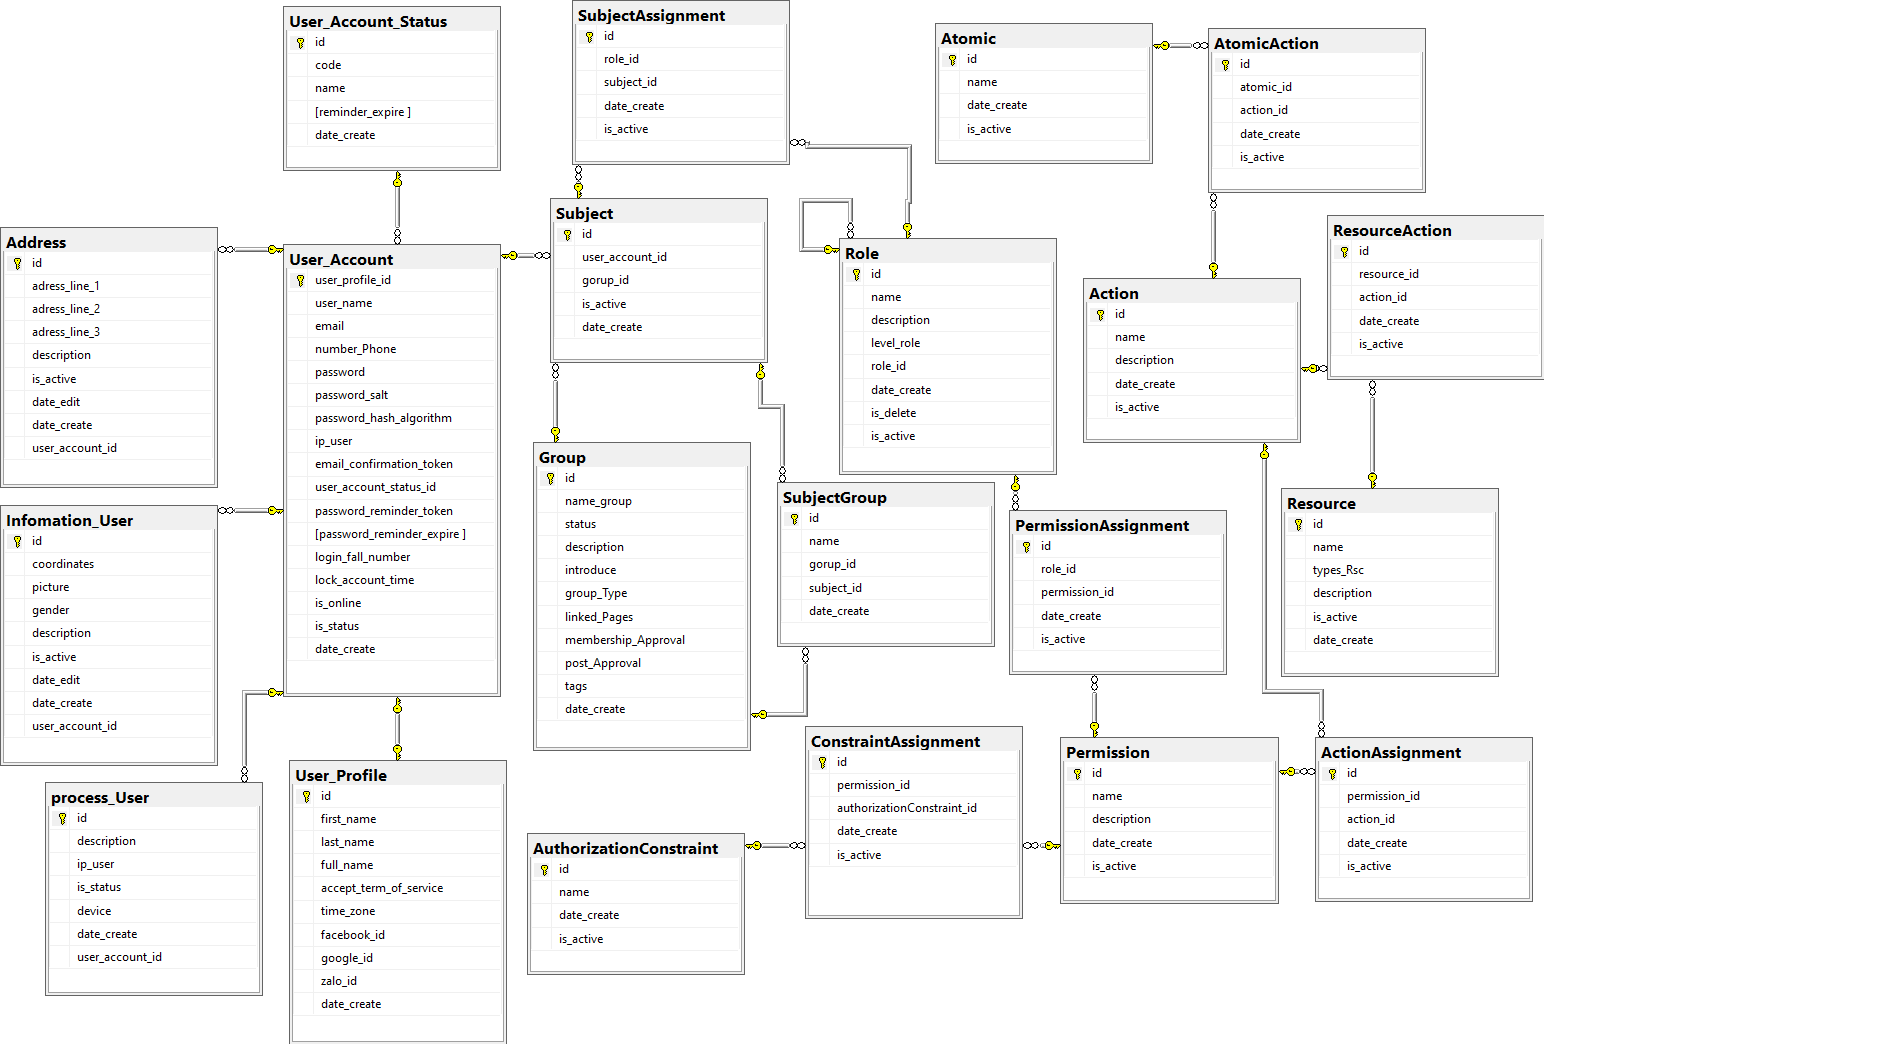 User_Account_Status
id
code
name
[reminder_expire ]
date_create
SubjectAssignment
id
role_id
subject_id
date_create
is_active
Atomic
id
name
date_create
is_active
AtomicAction
id
atomic_id
action_id
date_create
is_active
Address
id
adress_line_1
adress_line_2
adress_line_3
description
is_active
date_edit
date_create
user_account_id
User_Account
user_profile_id
user_name
email
number_Phone
password
password_salt
password_hash_algorithm
ip_user
email_confirmation_token
user_account_status_id
password_reminder_token
[password_reminder_expire ]
login_fall_number
lock_account_time
is_online
is_status
date_create
Subject
id
user_account_id
gorup_id
is_active
date_create
Role
id
name
description
level_role
role_id
date_create
is_delete
is_active
Action
id
name
description
date_create
is_active
ResourceAction
id
resource_id
action_id
date_create
is_active
Infomation_User
id
coordinates
picture
gender
description
is_active
date_edit
date_create
user_account_id
Group
id
name_group
status
description
introduce
group_Type
linked_Pages
membership_Approval
post_Approval
tags
date_create
SubjectGroup
id
name
gorup_id
subject_id
date_create
PermissionAssignment
id
role_id
permission_id
date_create
is_active
Resource
id
name
types_Rsc
description
is_active
date_create
process_User
id
description
ip_user
is_status
device
date_create
user_account_id
User_Profile
id
first_name
last_name
full_name
accept_term_of_service
time_zone
facebook_id
google_id
zalo_id
date_create
AuthorizationConstraint
id
name
date_create
is_active
ConstraintAssignment
id
permission_id
authorizationConstraint_id
date_create
is_active
Permission
id
name
description
date_create
is_active
ActionAssignment
id
permission_id
action_id
date_create
is_active